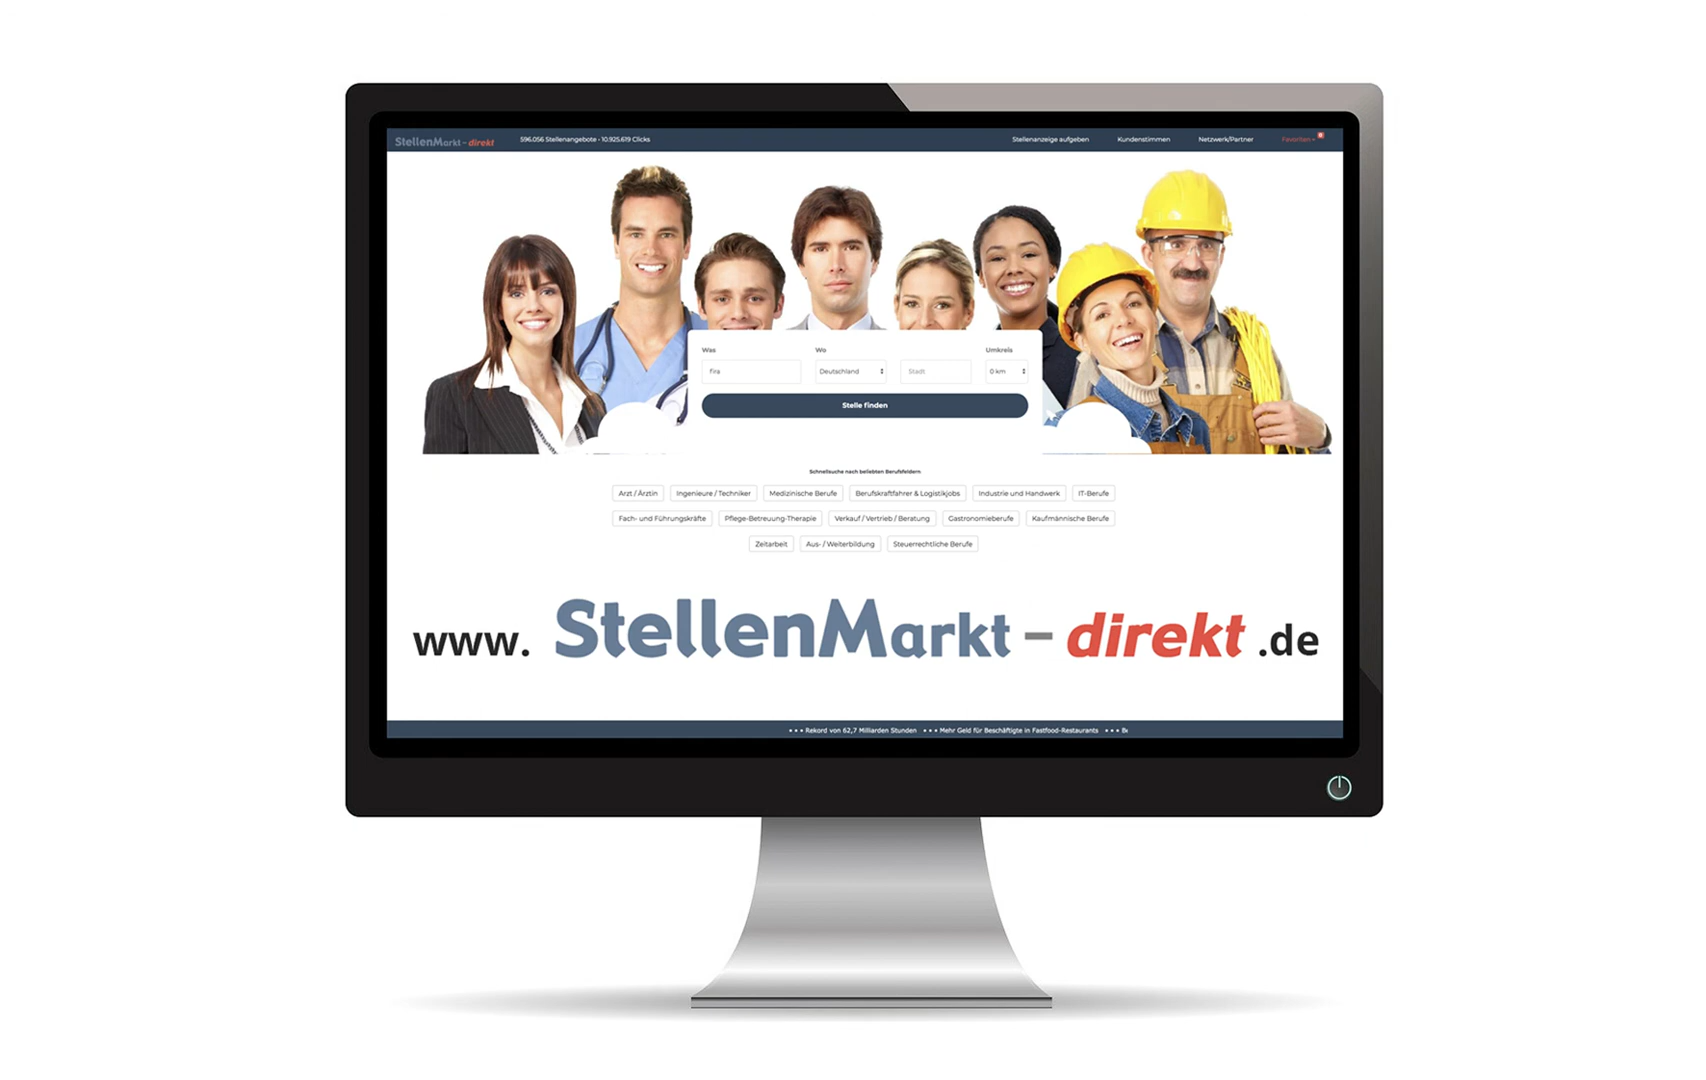 StellenMarkt - direkt 596.056 Stellenangebote • 10.925.619 Clicks Stellenanzeige aufgeben Kundenstimmen Netzwerk/Partner Favoriten
Was Wo Umkreis
fira Deutschland Stadt 0 km
Stelle finden
Schnellsuche nach beliebten Berufsfeldern
Arzt / Ärztin Ingenieure / Techniker Medizinische Berufe Berufskraftfahrer & Logistikjobs Industrie und Handwerk IT-Berufe
Fach- und Führungskräfte Pflege-Betreuung-Therapie Verkauf / Vertrieb / Beratung Gastronomieberufe Kaufmännische Berufe
Zeitarbeit Aus- / Weiterbildung Steuerrechtliche Berufe
www. StellenMarkt - direkt .de
• • • Rekord von 62,7 Milliarden Stunden • • • Mehr Geld für Beschäftigte in Fastfood-Restaurants • • •